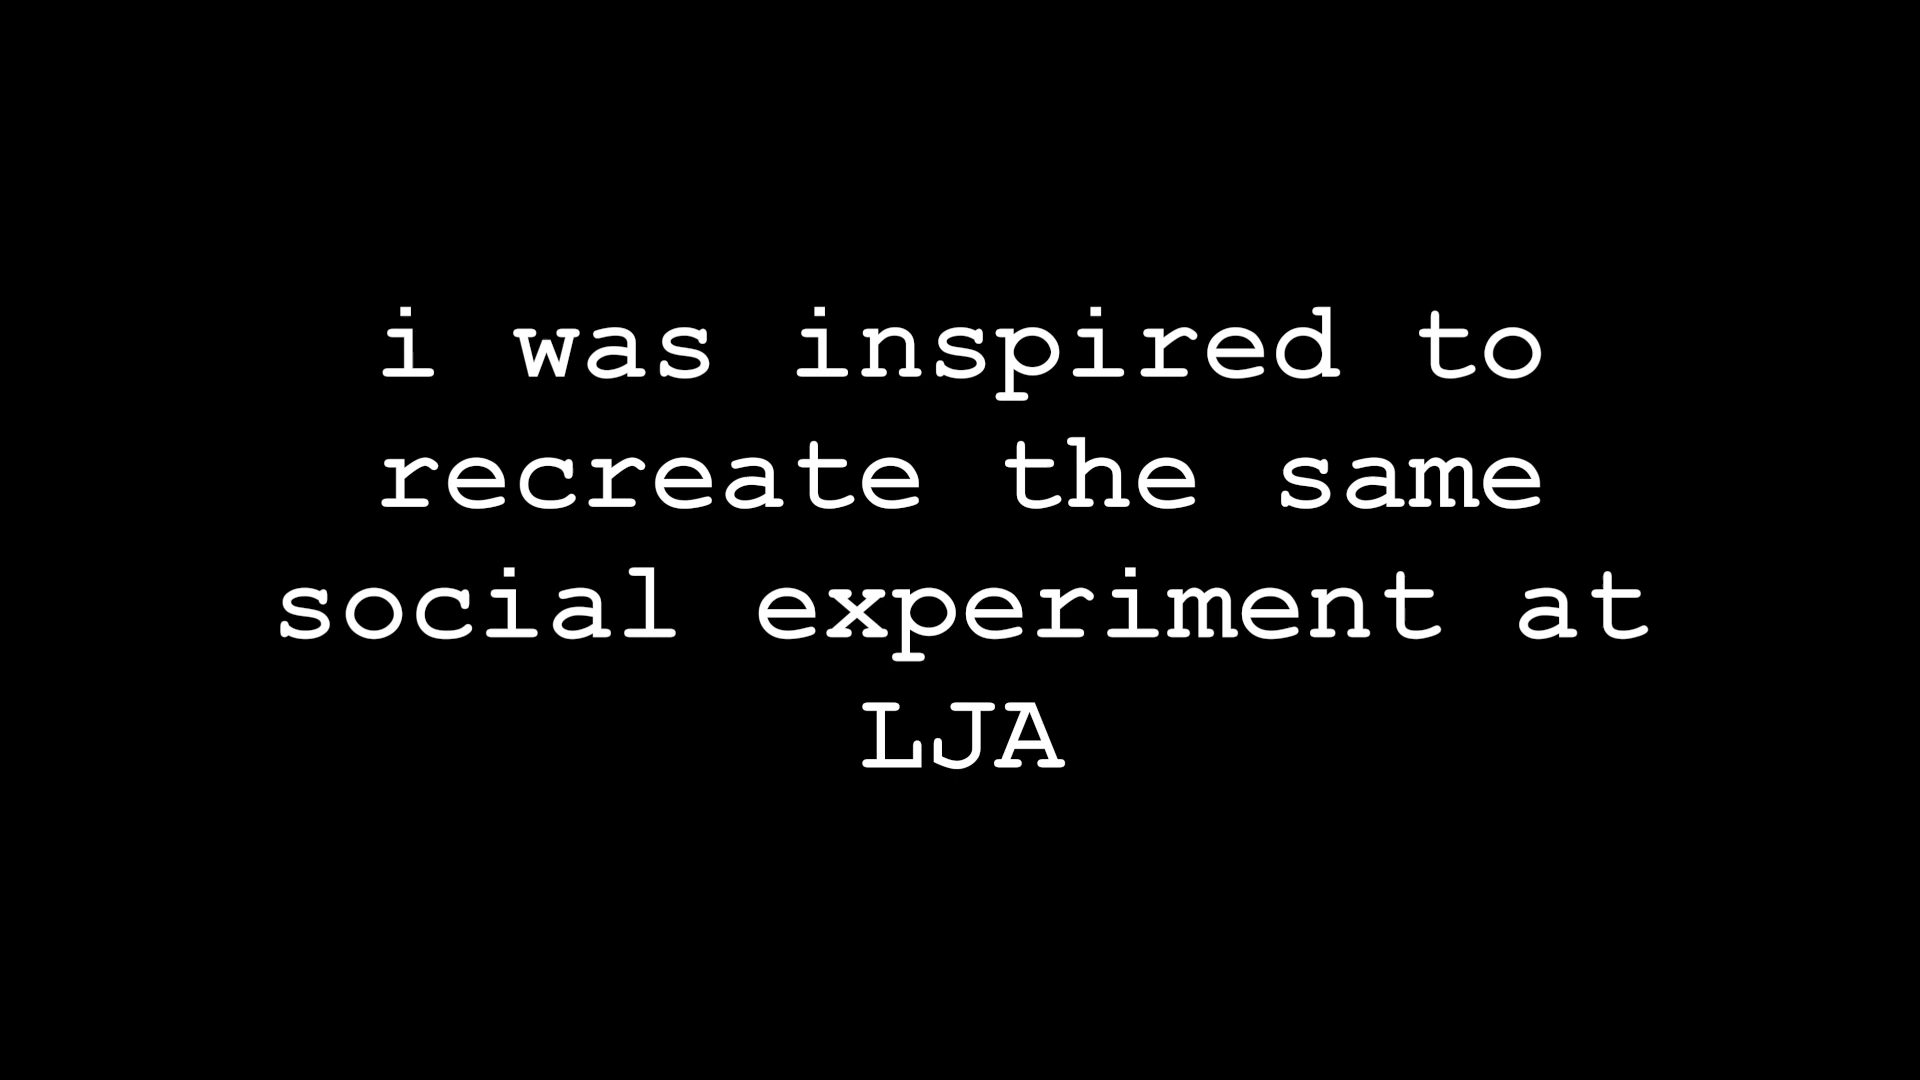 i was inspired to
recreate the same
social experiment at
LJA